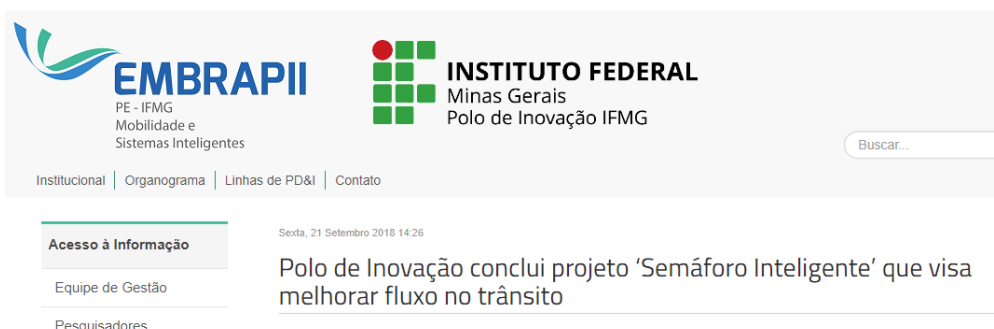 EMBRAPII
PE - IFMG
Mobilidade e
Sistemas Inteligentes
INSTITUTO FEDERAL
Minas Gerais
Polo de Inovação IFMG
Buscar...
Institucional | Organograma | Linhas de PD&I | Contato
Acesso à Informação
Equipe de Gestão
Pesquisadores
Sexta, 21 Setembro 2018 14:26
Polo de Inovação conclui projeto ‘Semáforo Inteligente’ que visa
melhorar fluxo no trânsito